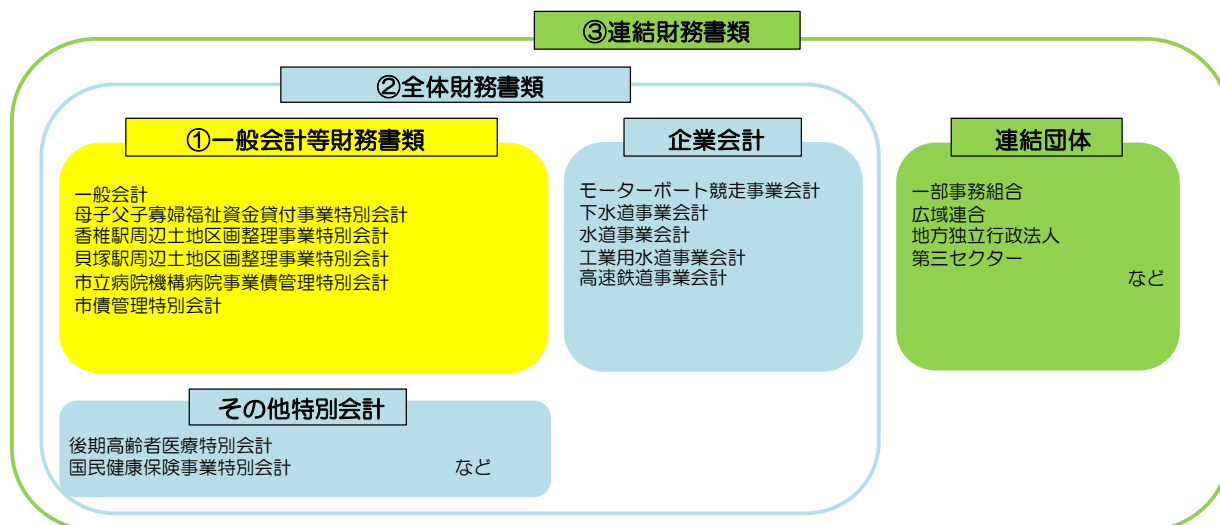 ③連結財務書類
②全体財務書類
①一般会計等財務書類
一般会計
母子父子寡婦福祉資金貸付事業特別会計
香椎駅周辺土地区画整理事業特別会計
貝塚駅周辺土地区画整理事業特別会計
市立病院機構病院事業債管理特別会計
市債管理特別会計
企業会計
モーターボート競走事業会計
下水道事業会計
水道事業会計
工業用水道事業会計
高速鉄道事業会計
連結団体
一部事務組合
広域連合
地方独立行政法人
第三セクター
など
その他特別会計
後期高齢者医療特別会計
国民健康保険事業特別会計 など